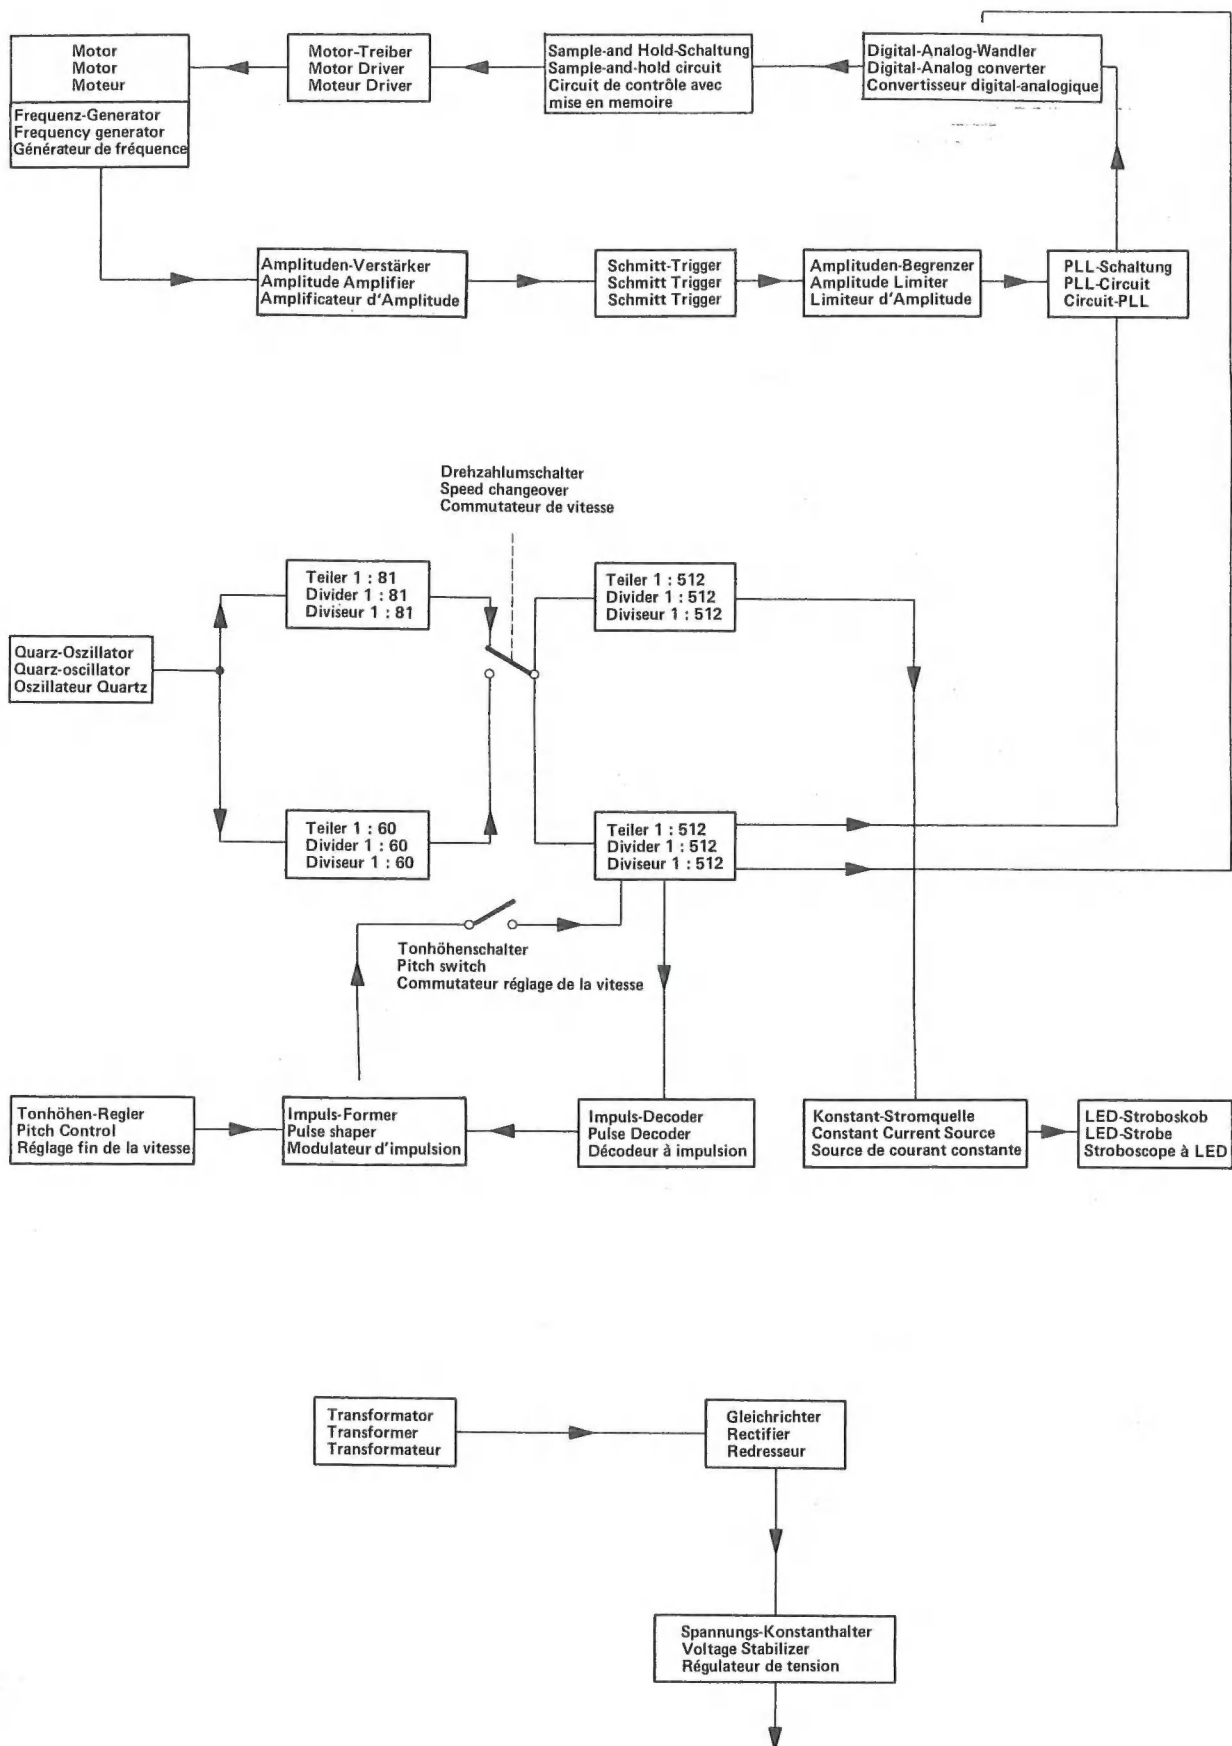 Motor
Motor
Moteur
Frequenz-Generator
Frequency generator
Générateur de fréquence
Motor-Treiber
Motor Driver
Moteur Driver
Sample-and Hold-Schaltung
Sample-and-hold circuit
Circuit de contrôle avec
mise en memoire
Digital-Analog-Wandler
Digital-Analog converter
Convertisseur digital-analogique
Amplituden-Verstärker
Amplitude Amplifier
Amplificateur d'Amplitude
Schmitt-Trigger
Schmitt Trigger
Schmitt Trigger
Amplituden-Begrenzer
Amplitude Limiter
Limiteur d'Amplitude
PLL-Schaltung
PLL-Circuit
Circuit-PLL
Drehzahlumschalter
Speed changeover
Commutateur de vitesse
Teiler 1 : 81
Divider 1 : 81
Diviseur 1 : 81
Teiler 1 : 512
Divider 1 : 512
Diviseur 1 : 512
Quarz-Oszillator
Quarz-oscillator
Oszillateur Quartz
Teiler 1 : 60
Divider 1 : 60
Diviseur 1 : 60
Teiler 1 : 512
Divider 1 : 512
Diviseur 1 : 512
Tonhöhenschalter
Pitch switch
Commutateur réglage de la vitesse
Tonhöhen-Regler
Pitch Control
Réglage fin de la vitesse
Impuls-Former
Pulse shaper
Modulateur d'impulsion
Impuls-Decoder
Pulse Decoder
Décodeur à impulsion
Konstant-Stromquelle
Constant Current Source
Source de courant constante
LED-Stroboskob
LED-Strobe
Stroboscope à LED
Transformator
Transformer
Transformateur
Gleichrichter
Rectifier
Redresseur
Spannungs-Konstanthalter
Voltage Stabilizer
Régulateur de tension